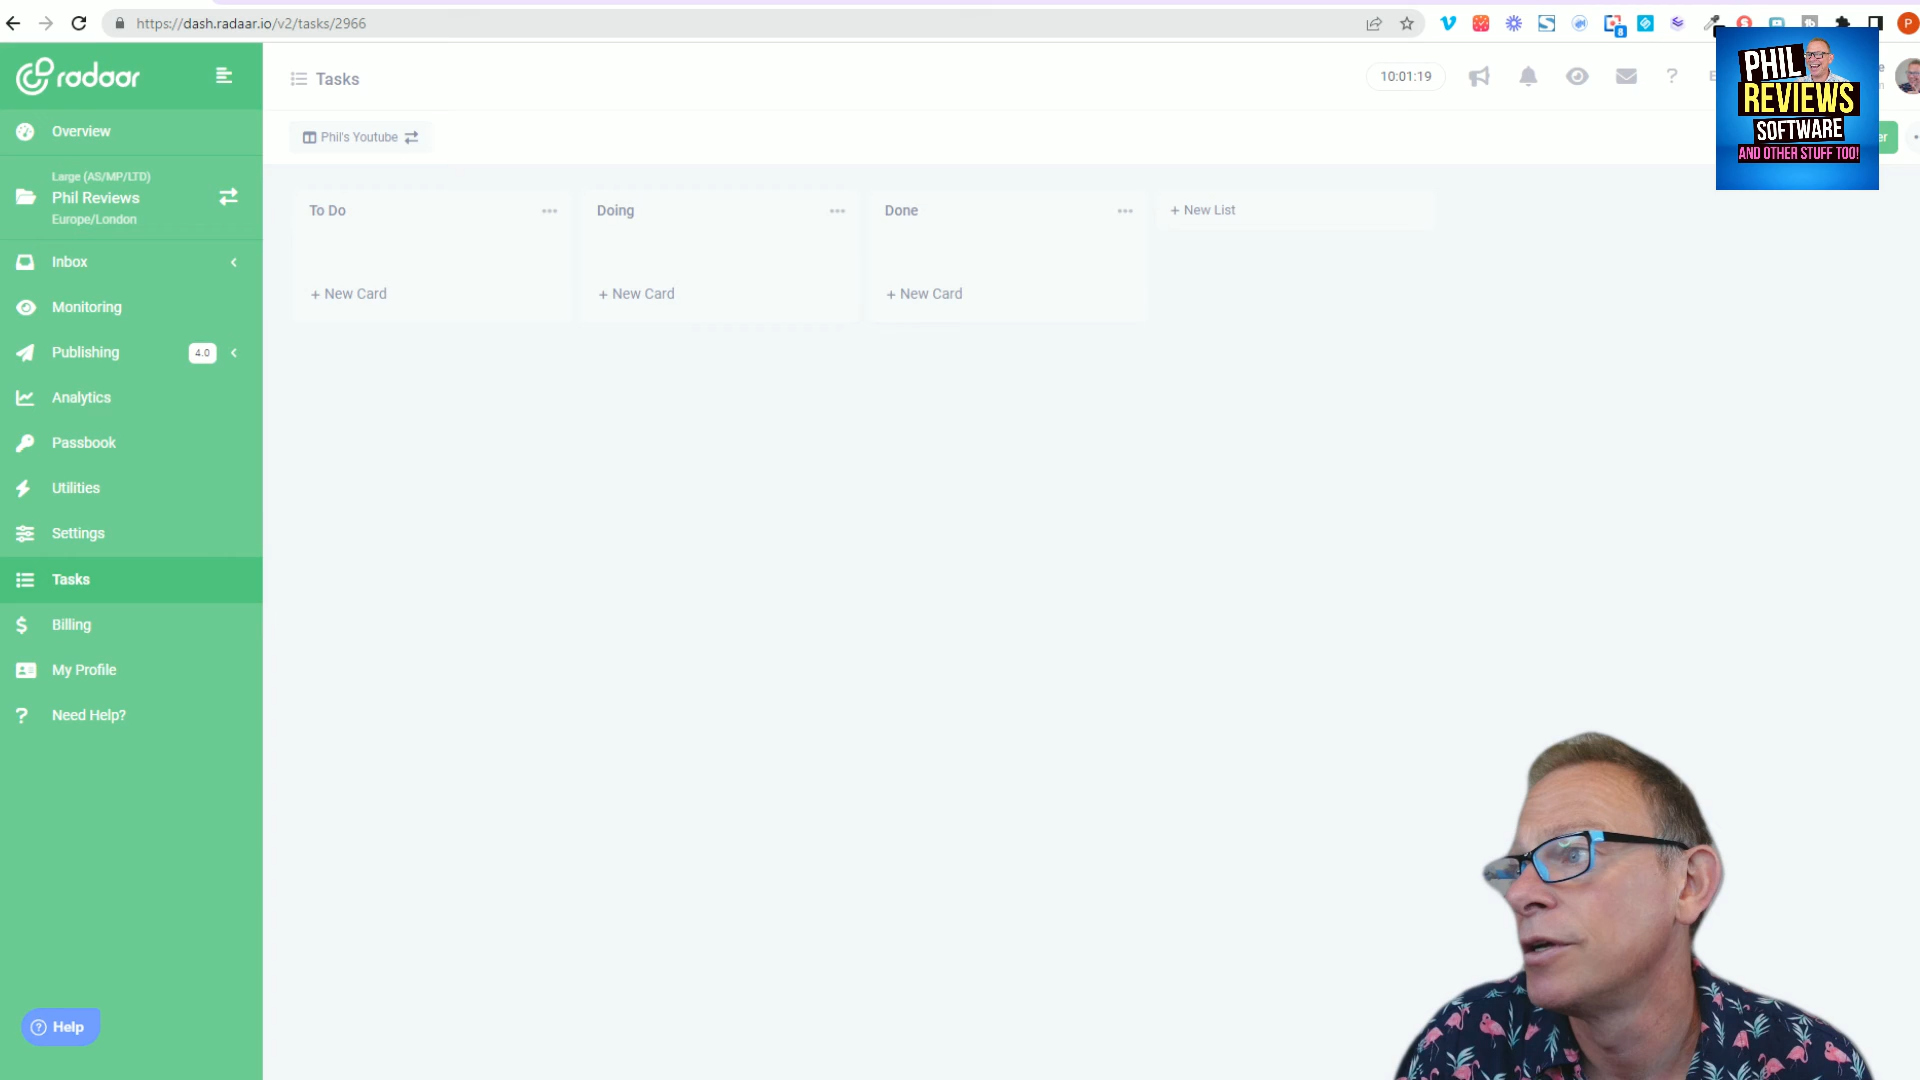 https://dash.radaar.io/v2/tasks/2966
8
P
radaar
Tasks
10:01:19
?
PHIL
REVIEWS
SOFTWARE
AND OTHER STUFF TOO!
Overview
Phil's Youtube
er
Large (AS/MP/LTD)
Phil Reviews
Europe/London
To Do
Doing
Done
+ New List
Inbox
+ New Card
+ New Card
+ New Card
Monitoring
Publishing 4.0
Analytics
Passbook
Utilities
Settings
Tasks
Billing
My Profile
Need Help?
Help